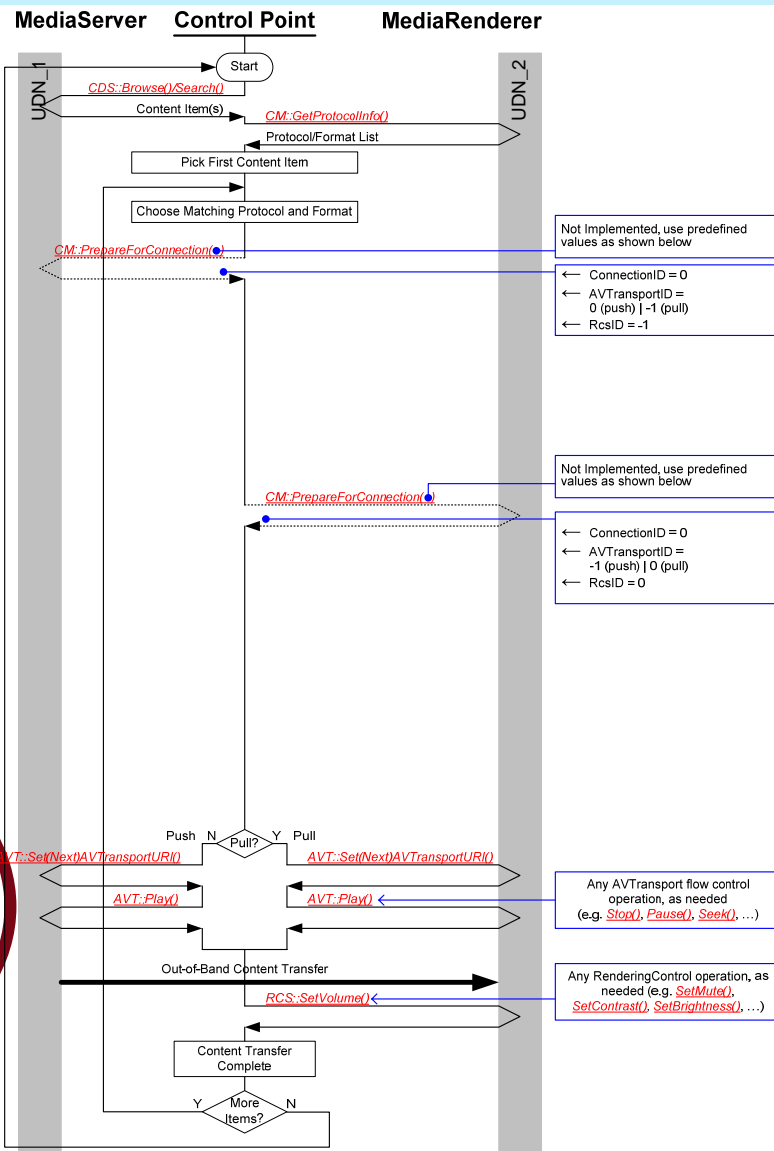 MediaServer
Control Point
MediaRenderer
UDN_1
UDN_2
Start
CDS::Browse()/Search()
Content Item(s)
CM::GetProtocolInfo()
Protocol/Format List
Pick First Content Item
Choose Matching Protocol and Format
CM::PrepareForConnection( )
Not Implemented, use predefined
values as shown below
← ConnectionID = 0
← AVTransportID =
0 (push) | -1 (pull)
← RcsID = -1
CM::PrepareForConnection( )
Not Implemented, use predefined
values as shown below
← ConnectionID = 0
← AVTransportID =
-1 (push) | 0 (pull)
← RcsID = 0
Push N Pull? Y Pull
AVT::Set(Next)AVTransportURI()
AVT::Set(Next)AVTransportURI()
AVT::Play()
AVT::Play()
Any AVTransport flow control
operation, as needed
(e.g. Stop(), Pause(), Seek(), …)
Out-of-Band Content Transfer
RCS::SetVolume()
Any RenderingControl operation, as
needed (e.g. SetMute(),
SetContrast(), SetBrightness(), …)
Content Transfer
Complete
Y More N
Items?